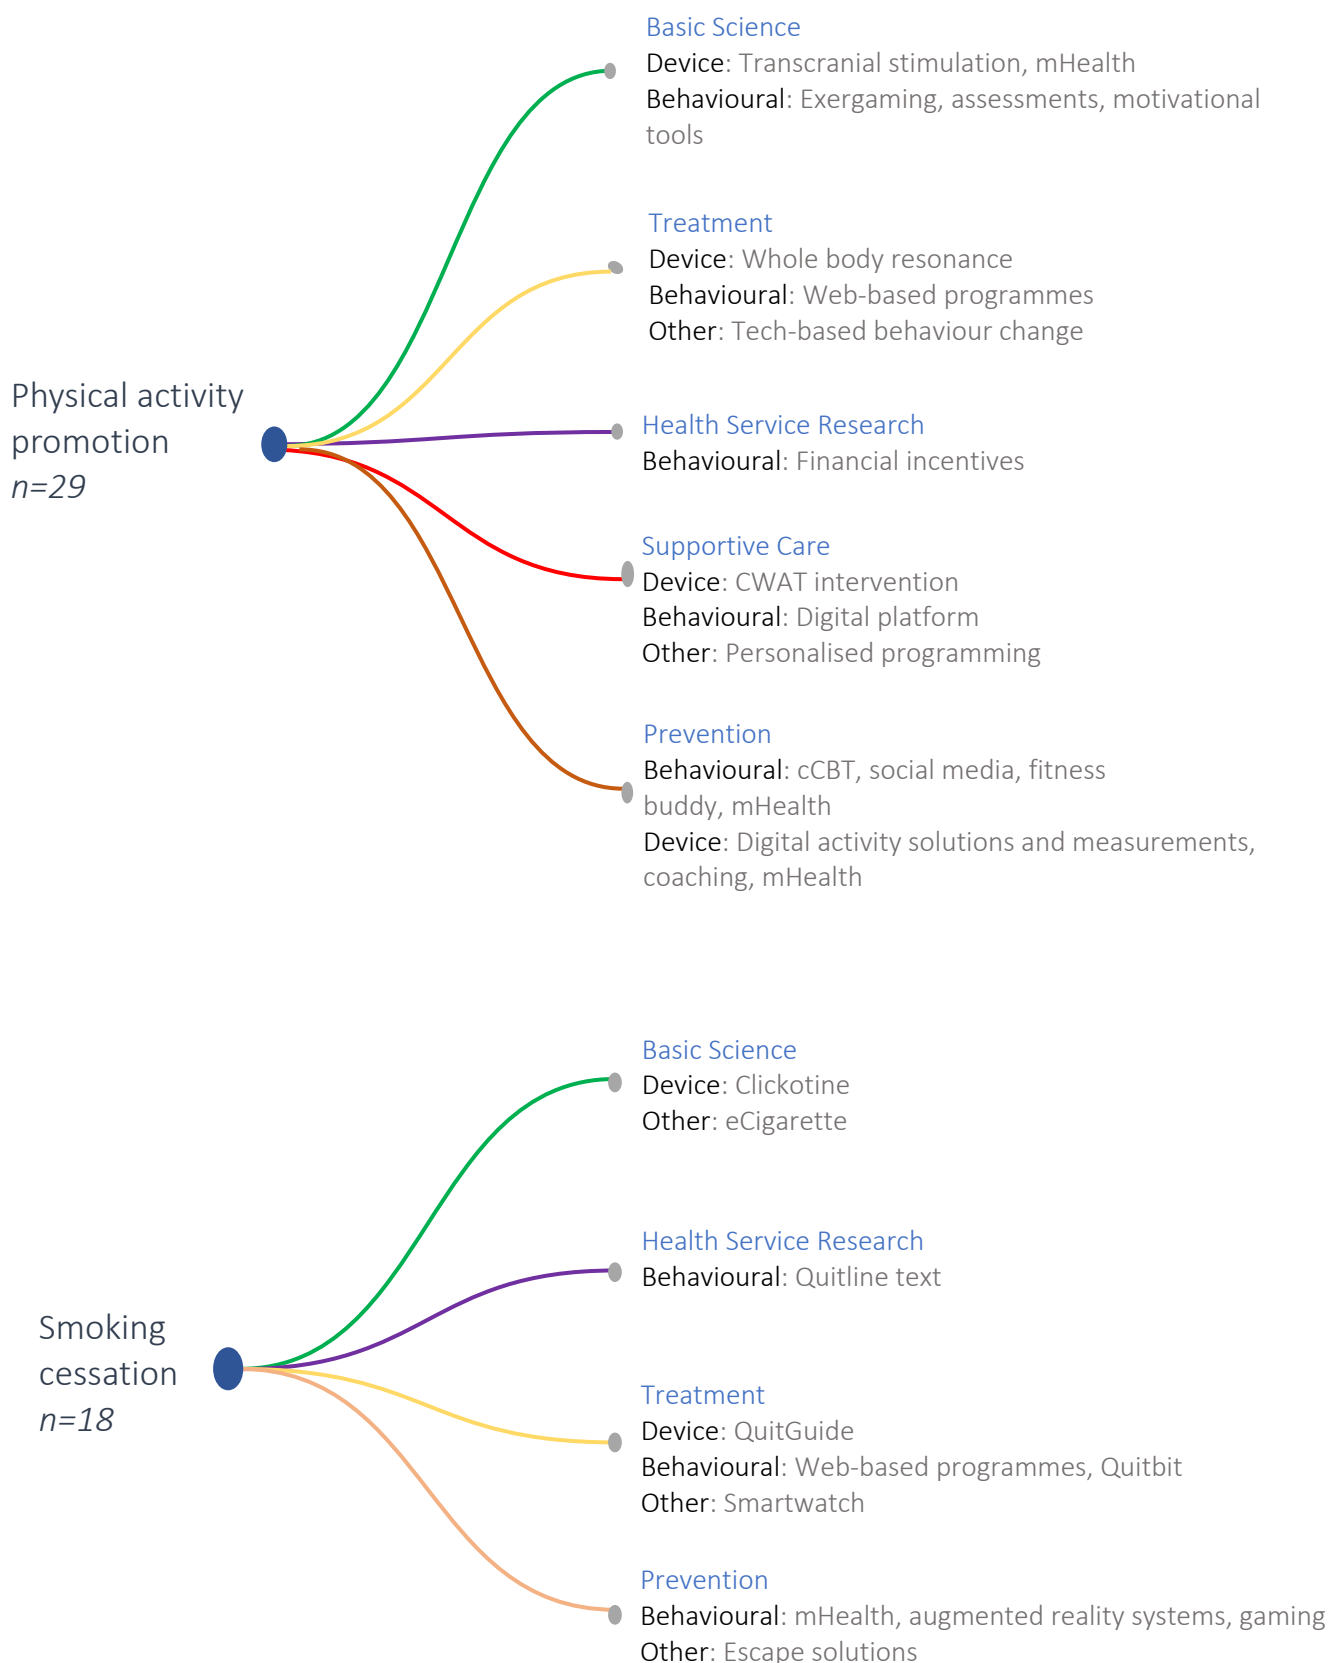 Basic Science
Device: Transcranial stimulation, mHealth
Behavioural: Exergaming, assessments, motivational
tools
Treatment
Device: Whole body resonance
Behavioural: Web-based programmes
Other: Tech-based behaviour change
Physical activity
promotion
n=29
Health Service Research
Behavioural: Financial incentives
Supportive Care
Device: CWAT intervention
Behavioural: Digital platform
Other: Personalised programming
Prevention
Behavioural: cCBT, social media, fitness
buddy, mHealth
Device: Digital activity solutions and measurements,
coaching, mHealth
Basic Science
Device: Clickotine
Other: eCigarette
Health Service Research
Behavioural: Quitline text
Smoking
cessation
n=18
Treatment
Device: QuitGuide
Behavioural: Web-based programmes, Quitbit
Other: Smartwatch
Prevention
Behavioural: mHealth, augmented reality systems, gaming
Other: Escape solutions